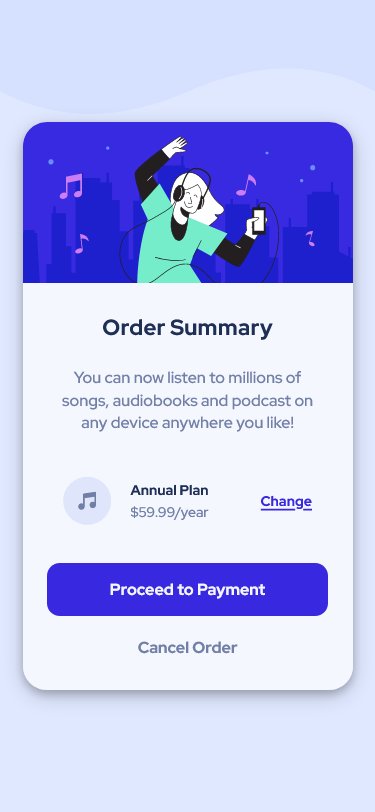 Order Summary
You can now listen to millions of
songs, audiobooks and podcast on
any device anywhere you like!
Annual Plan
$59.99/year
Change
Proceed to Payment
Cancel Order